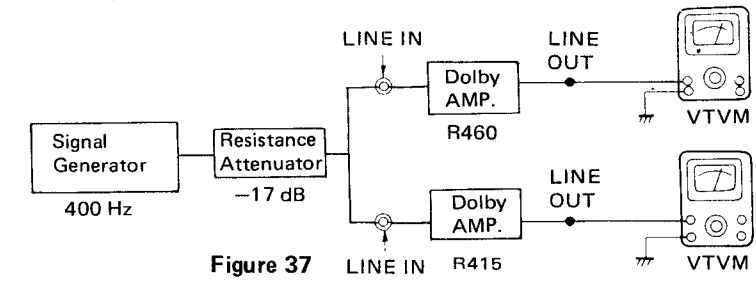 LINE IN
LINE
OUT
Dolby
AMP.
R460
VTVM
Signal
Generator
400 Hz
Resistance
Attenuator
—17 dB
LINE
OUT
Dolby
AMP.
R415
VTVM
LINE IN
Figure 37